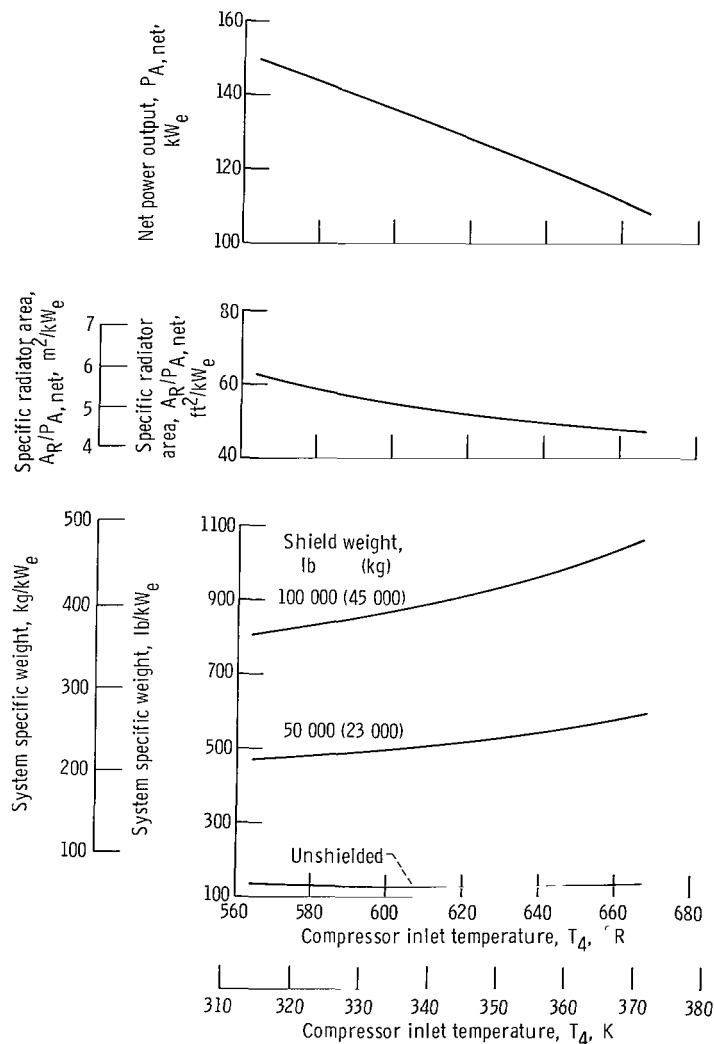 160
140
120
100
Net power output, P_A, net,
kW_e
7
6
5
4
Specific radiator area,
A_R/P_A, net, m²/kW_e
80
60
40
Specific radiator
area, A_R/P_A, net,
ft²/kW_e
500
400
300
200
100
System specific weight, kg/kW_e
1100
900
700
500
300
100
System specific weight, lb/kW_e
Shield weight,
lb (kg)
100 000 (45 000)
50 000 (23 000)
Unshielded
560 580 600 620 640 660 680
Compressor inlet temperature, T_4, °R
310 320 330 340 350 360 370 380
Compressor inlet temperature, T_4, K